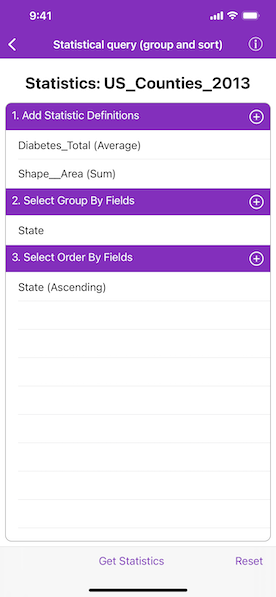 9:41
Statistical query (group and sort)
Statistics: US_Counties_2013
1. Add Statistic Definitions
Diabetes_Total (Average)
Shape__Area (Sum)
2. Select Group By Fields
State
3. Select Order By Fields
State (Ascending)
Get Statistics Reset